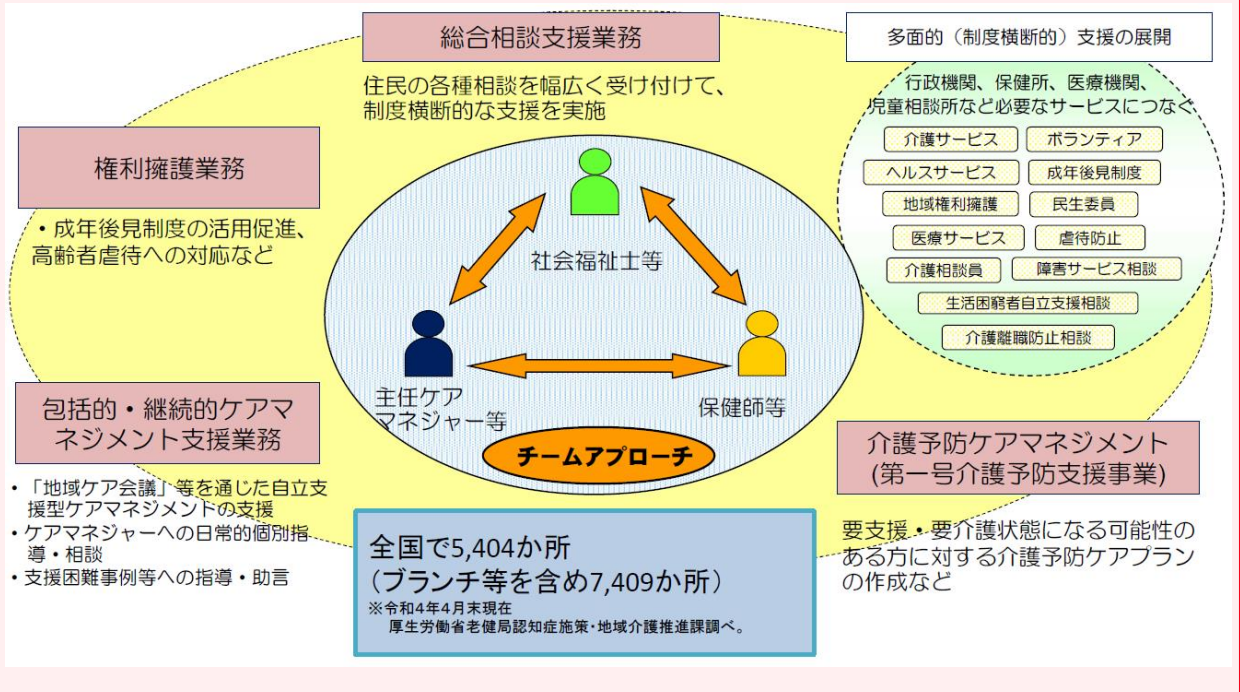 総合相談支援業務
住民の各種相談を幅広く受け付けて、
制度横断的な支援を実施
多面的（制度横断的）支援の展開
行政機関、保健所、医療機関、
児童相談所など必要なサービスにつなぐ
介護サービス
ボランティア
ヘルスサービス
成年後見制度
地域権利擁護
民生委員
医療サービス
虐待防止
介護相談員
障害サービス相談
生活困窮者自立支援相談
介護離職防止相談
権利擁護業務
・成年後見制度の活用促進、
高齢者虐待への対応など
社会福祉士等
主任ケア
マネジャー等
保健師等
チームアプローチ
包括的・継続的ケアマ
ネジメント支援業務
・「地域ケア会議」等を通じた自立支
援型ケアマネジメントの支援
・ケアマネジャーへの日常的個別指
導・相談
・支援困難事例等への指導・助言
介護予防ケアマネジメント
(第一号介護予防支援事業)
要支援・要介護状態になる可能性の
ある方に対する介護予防ケアプラン
の作成など
全国で5,404か所
（ブランチ等を含め7,409か所）
※令和4年4月末現在
厚生労働省老健局認知症施策･地域介護推進課調べ。